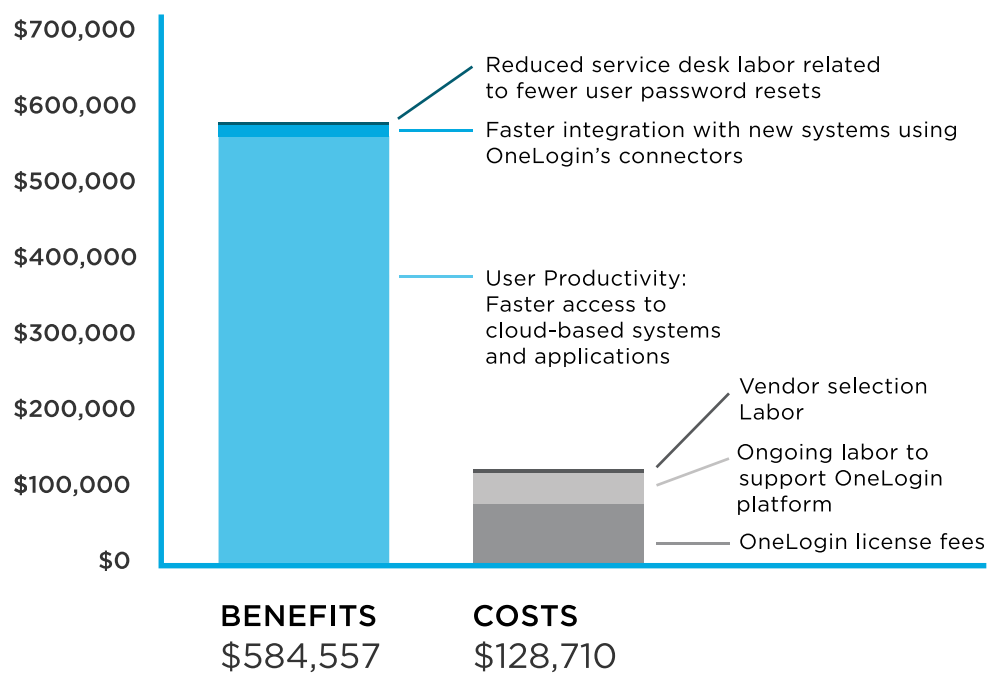 $700,000
$600,000
$500,000
$400,000
$300,000
$200,000
$100,000
$0
Reduced service desk labor related
to fewer user password resets
Faster integration with new systems using
OneLogin’s connectors
User Productivity:
Faster access to
cloud-based systems
and applications
Vendor selection
Labor
Ongoing labor to
support OneLogin
platform
OneLogin license fees
BENEFITS
$584,557
COSTS
$128,710